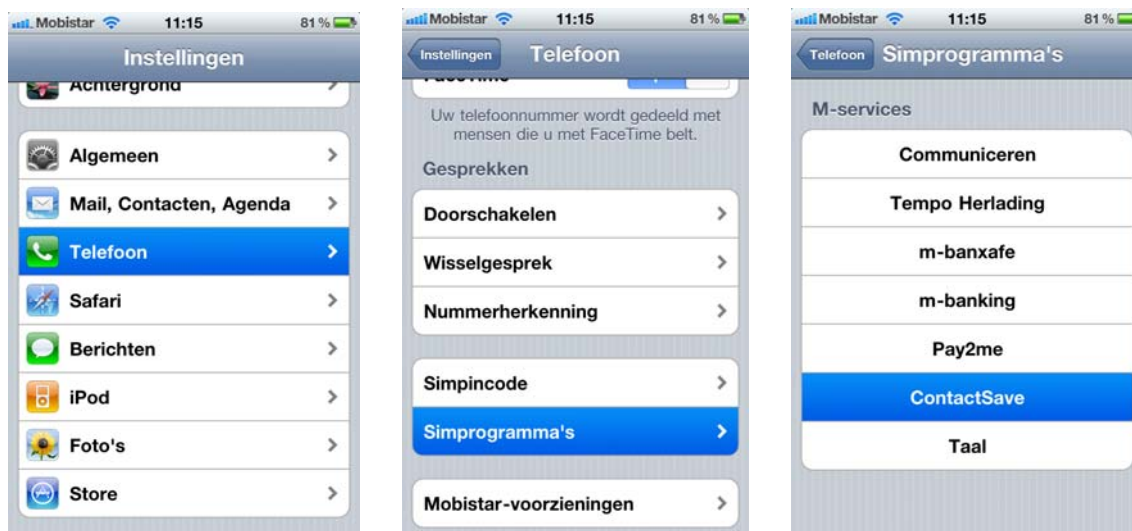 Mobistar 11:15 81 %
Instellingen
Achtergrond
Algemeen
Mail, Contacten, Agenda
Telefoon
Safari
Berichten
iPod
Foto's
Store
Mobistar 11:15 81 %
Instellingen Telefoon
FaceTime
Uw telefoonnummer wordt gedeeld met
mensen die u met FaceTime belt.
Gesprekken
Doorschakelen
Wisselgesprek
Nummerherkenning
Simpincode
Simprogramma's
Mobistar-voorzieningen
Mobistar 11:15 81 %
Telefoon Simprogramma's
M-services
Communiceren
Tempo Herlading
m-banxafe
m-banking
Pay2me
ContactSave
Taal